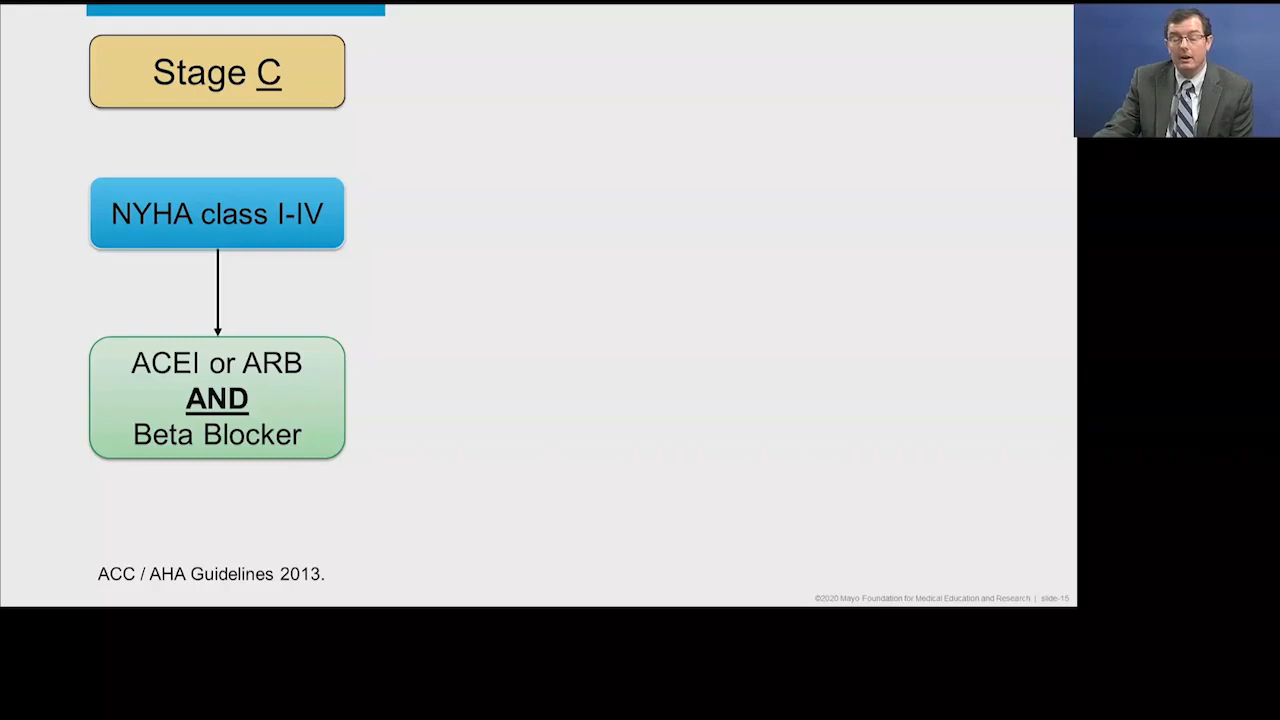 Stage C
NYHA class I-IV
ACEI or ARB
AND
Beta Blocker
ACC / AHA Guidelines 2013.
©2020 Mayo Foundation for Medical Education and Research | slide-15